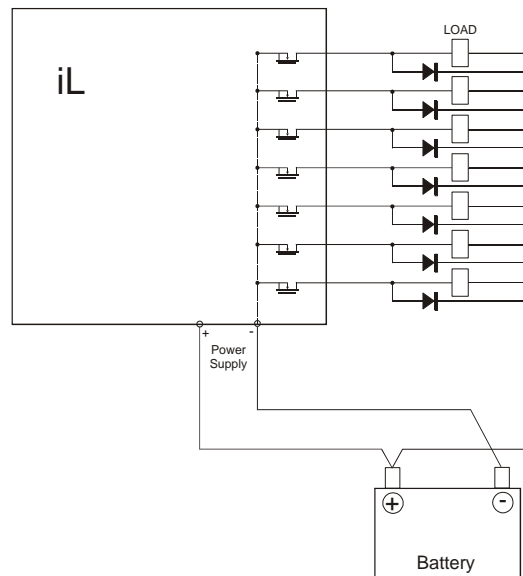 LOAD
iL
+ -
Power
Supply
+ -
Battery